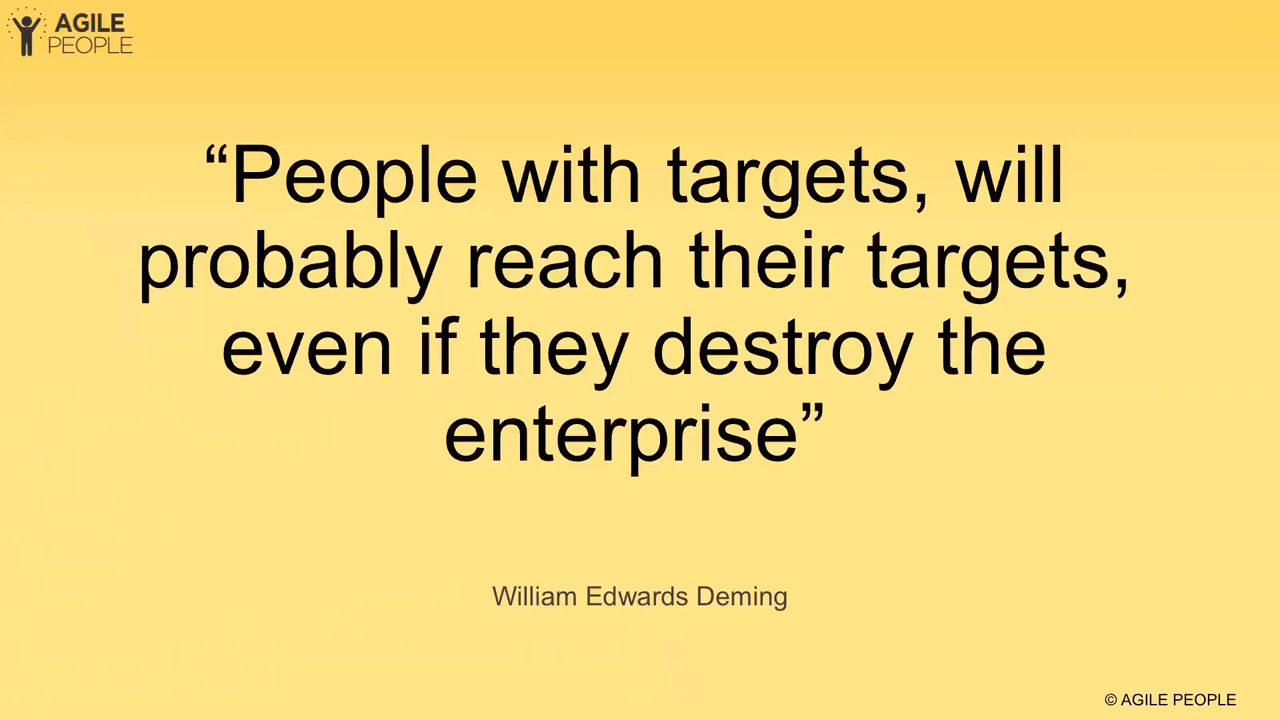 AGILE
PEOPLE
“People with targets, will
probably reach their targets,
even if they destroy the
enterprise”
William Edwards Deming
© AGILE PEOPLE